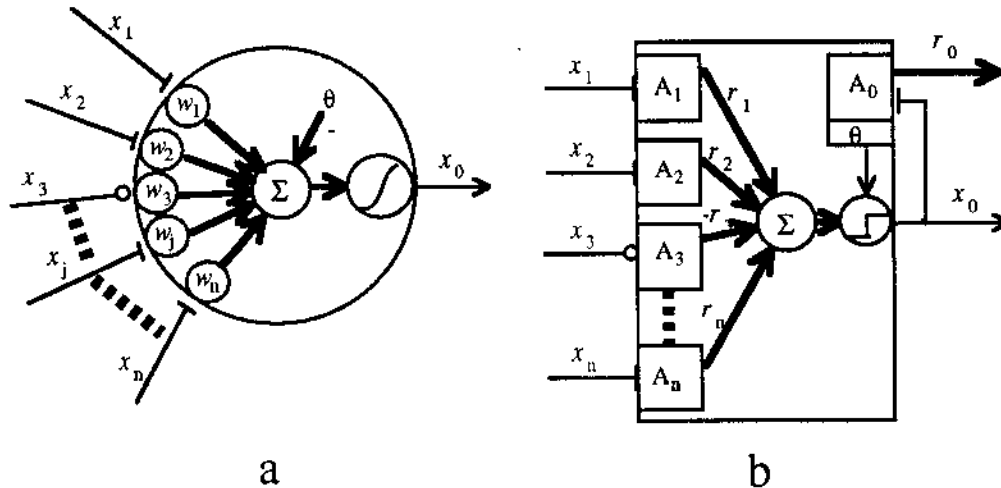 x1
x2
x3
xj
xn
w1
w2
w3
wj
wn
θ
-
Σ
x0
a
x1
x2
x3
xn
A1
A2
A3
An
r1
r2
-r
rn
Σ
A0
θ
r0
x0
b